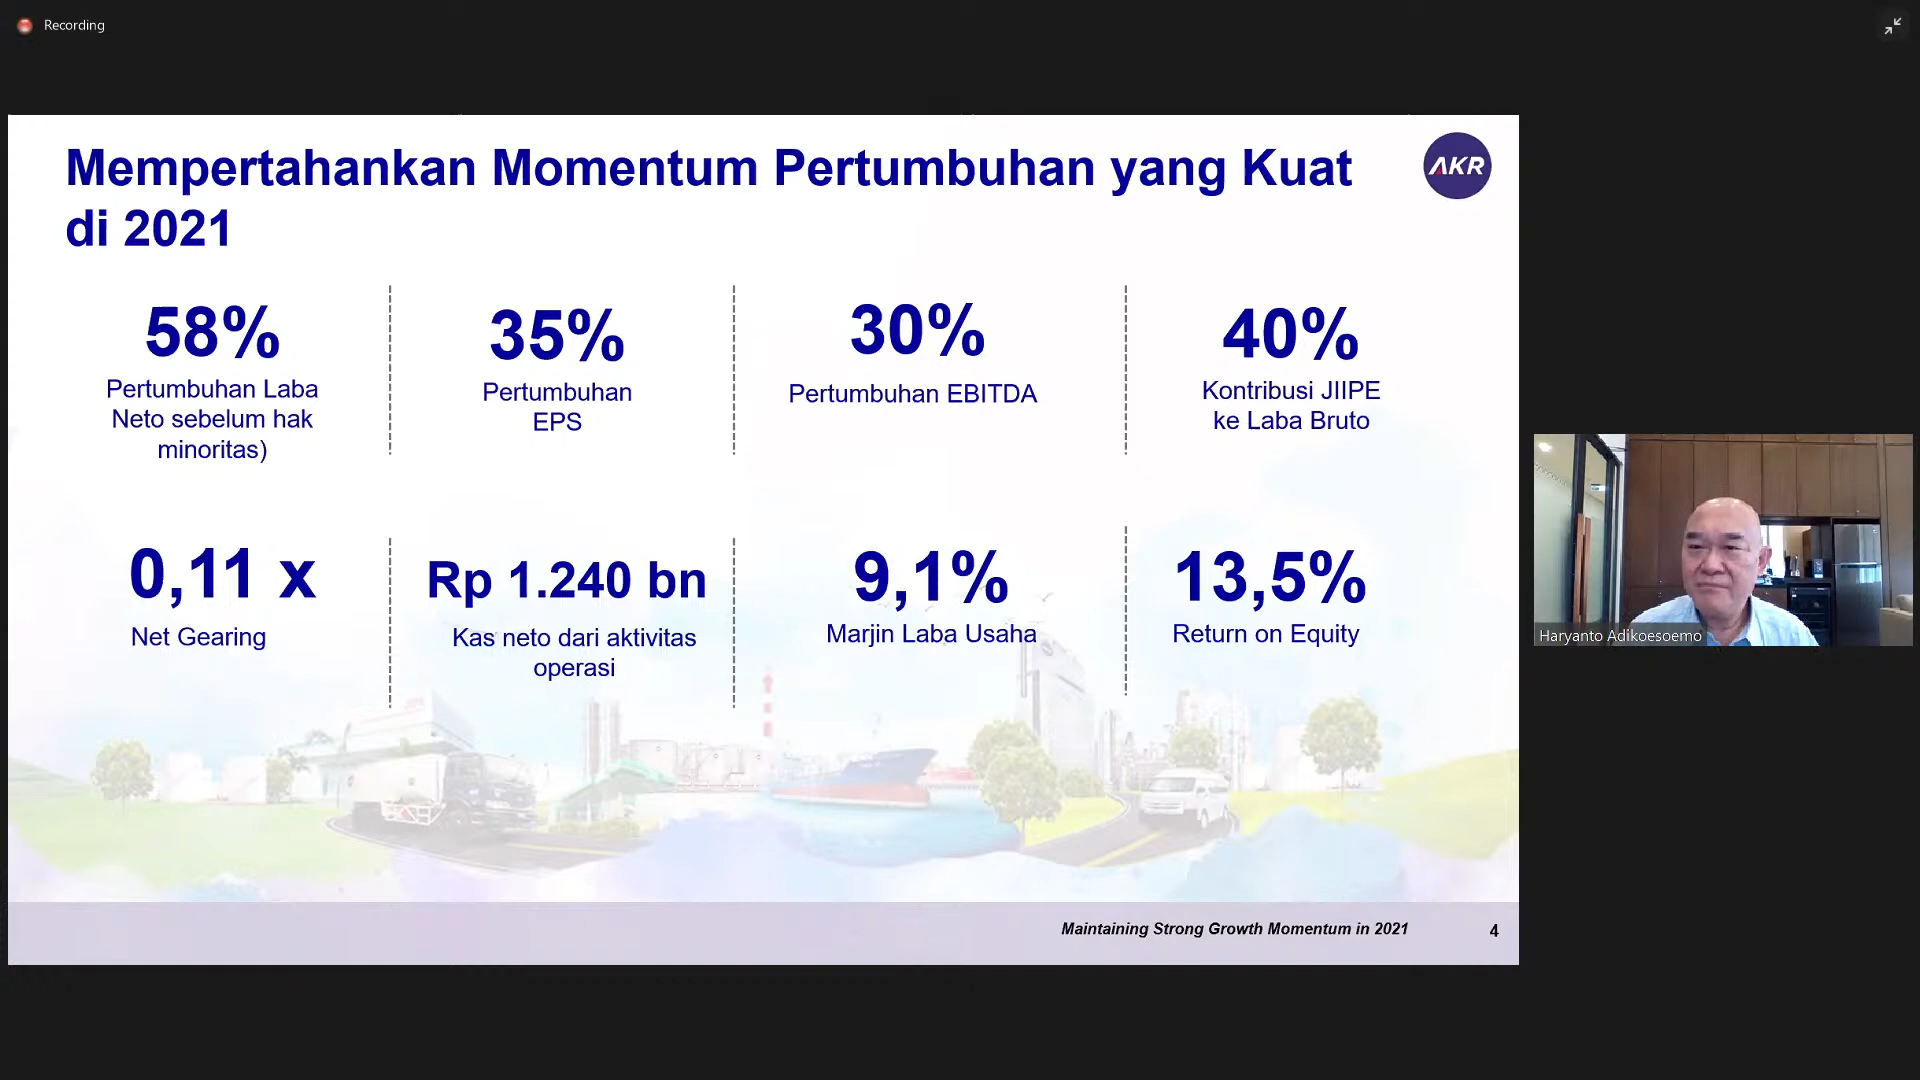 Recording
Mempertahankan Momentum Pertumbuhan yang Kuat
di 2021
AKR
58%
Pertumbuhan Laba
Neto sebelum hak
minoritas)
35%
Pertumbuhan
EPS
30%
Pertumbuhan EBITDA
40%
Kontribusi JIIPE
ke Laba Bruto
0,11 x
Net Gearing
Rp 1.240 bn
Kas neto dari aktivitas
operasi
9,1%
Marjin Laba Usaha
13,5%
Return on Equity
Maintaining Strong Growth Momentum in 2021
4
Haryanto Adikoesoemo